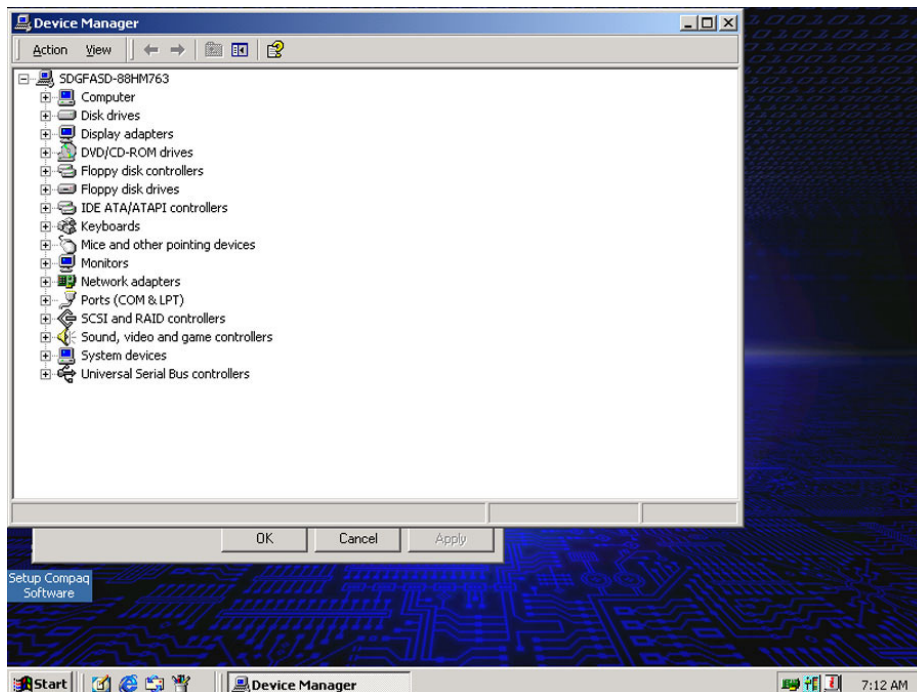 Device Manager
Action View
SDGFASD-88HM763
Computer
Disk drives
Display adapters
DVD/CD-ROM drives
Floppy disk controllers
Floppy disk drives
IDE ATA/ATAPI controllers
Keyboards
Mice and other pointing devices
Monitors
Network adapters
Ports (COM & LPT)
SCSI and RAID controllers
Sound, video and game controllers
System devices
Universal Serial Bus controllers
OK Cancel Apply
Setup Compaq
Software
Start Device Manager 7:12 AM